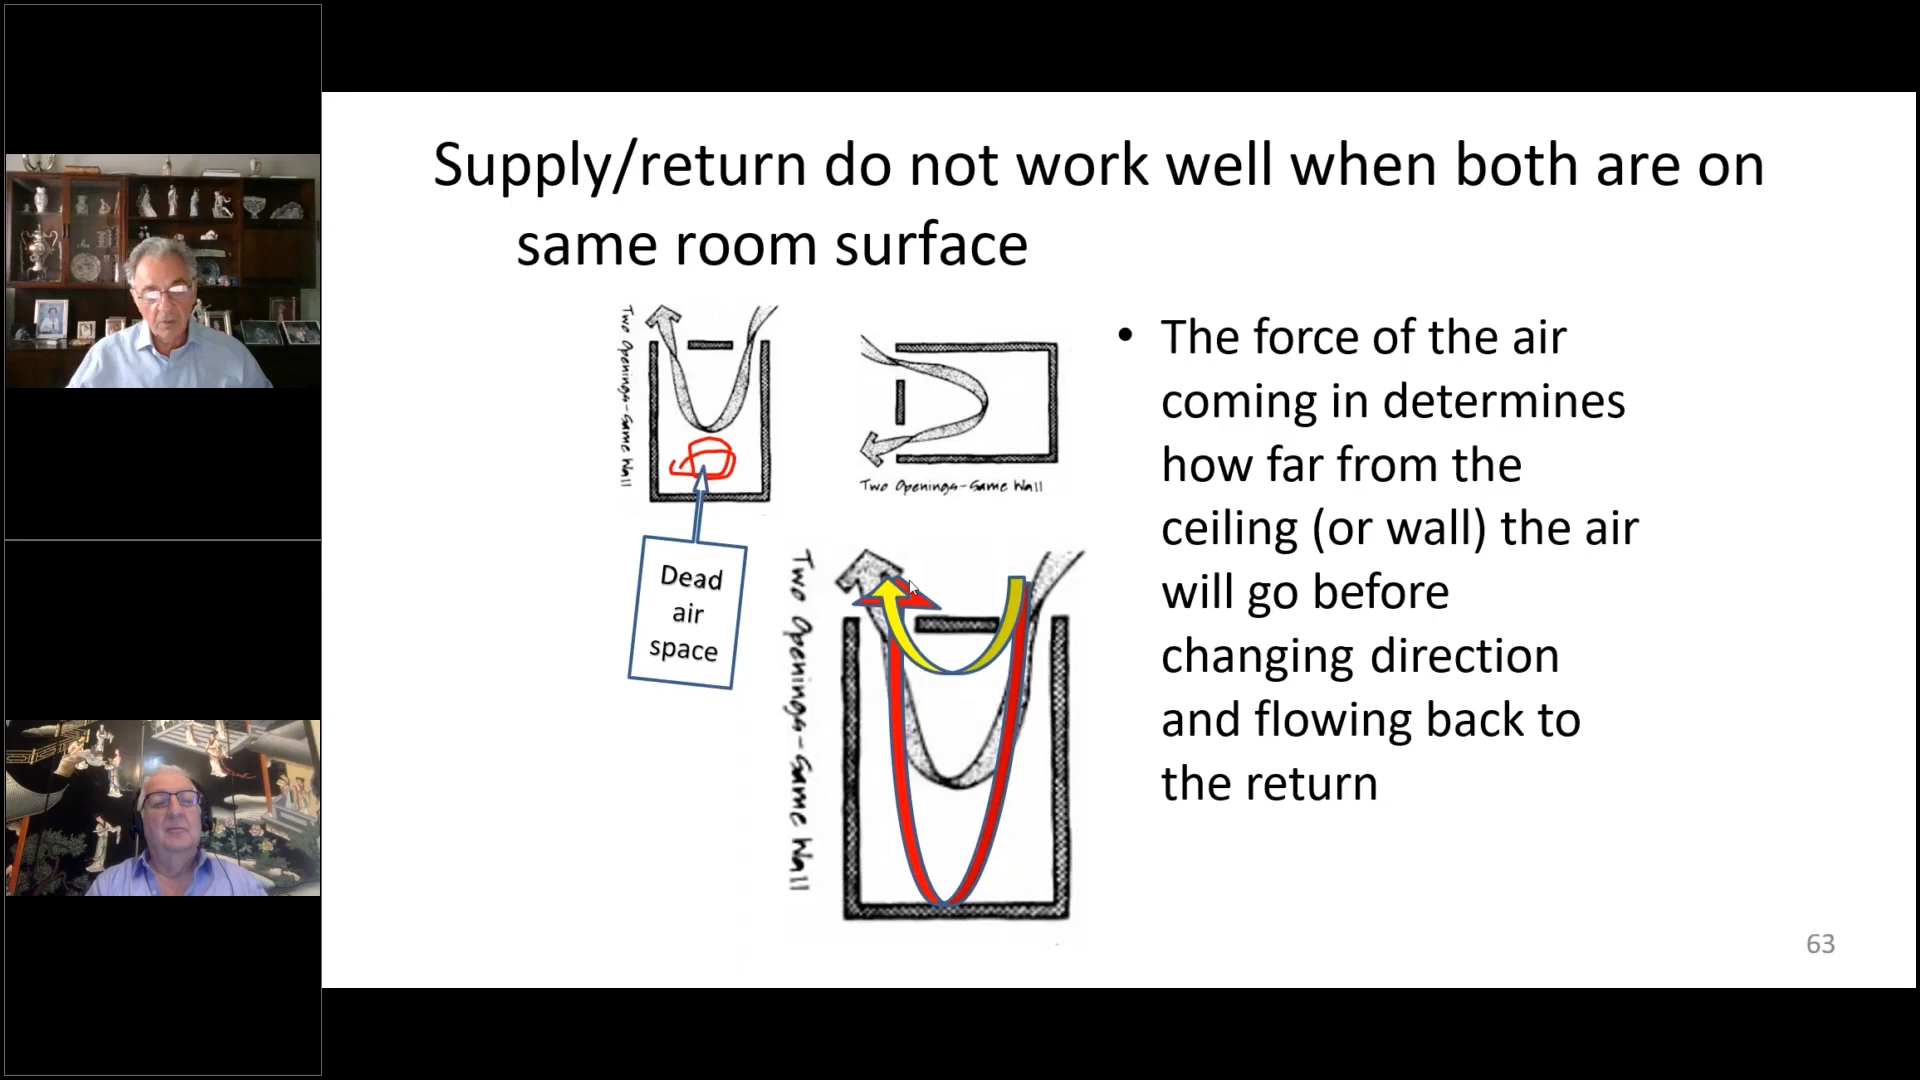 Supply/return do not work well when both are on
same room surface
Two Openings-Same Wall
Two Openings-Same Wall
Dead
air
space
Two Openings-Same Wall
• The force of the air
coming in determines
how far from the
ceiling (or wall) the air
will go before
changing direction
and flowing back to
the return
63